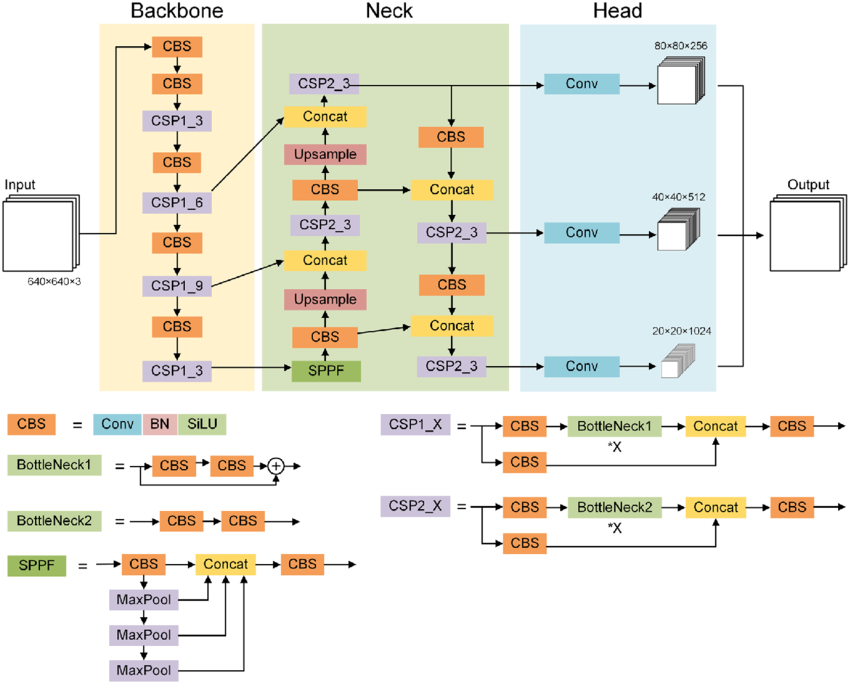 Backbone
Neck
Head
Input
640×640×3
CBS
CBS
CSP1_3
CBS
CSP1_6
CBS
CSP1_9
CBS
CSP1_3
CSP2_3
Concat
Upsample
CBS
CSP2_3
Concat
Upsample
CBS
SPPF
CBS
Concat
CSP2_3
CBS
Concat
CSP2_3
Conv
80×80×256
Conv
40×40×512
Conv
20×20×1024
Output
CBS = Conv BN SiLU
BottleNeck1 = CBS CBS +
BottleNeck2 = CBS CBS
SPPF = CBS Concat CBS
MaxPool
MaxPool
MaxPool
CSP1_X = CBS BottleNeck1 Concat CBS
*X
CBS
CSP2_X = CBS BottleNeck2 Concat CBS
*X
CBS